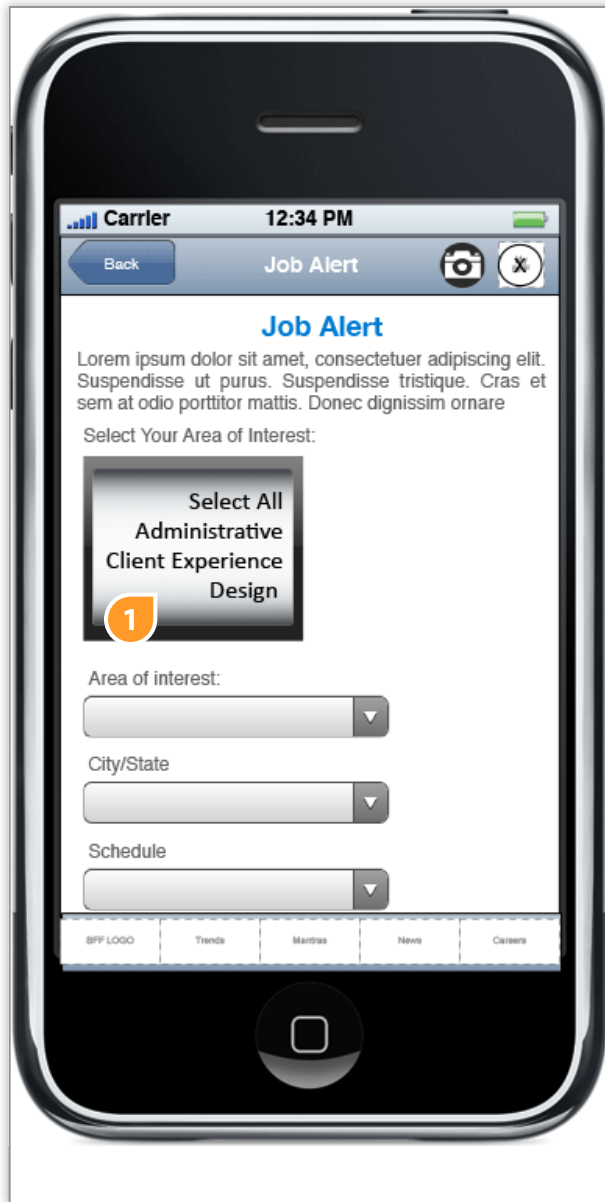 Carrier 12:34 PM
Back Job Alert
Job Alert
Lorem ipsum dolor sit amet, consectetuer adipiscing elit.
Suspendisse ut purus. Suspendisse tristique. Cras et
sem at odio porttitor mattis. Donec dignissim ornare
Select Your Area of Interest:
Select All
Administrative
Client Experience
Design
1
Area of interest:
City/State
Schedule
BFF LOGO Trends Mantras News Careers